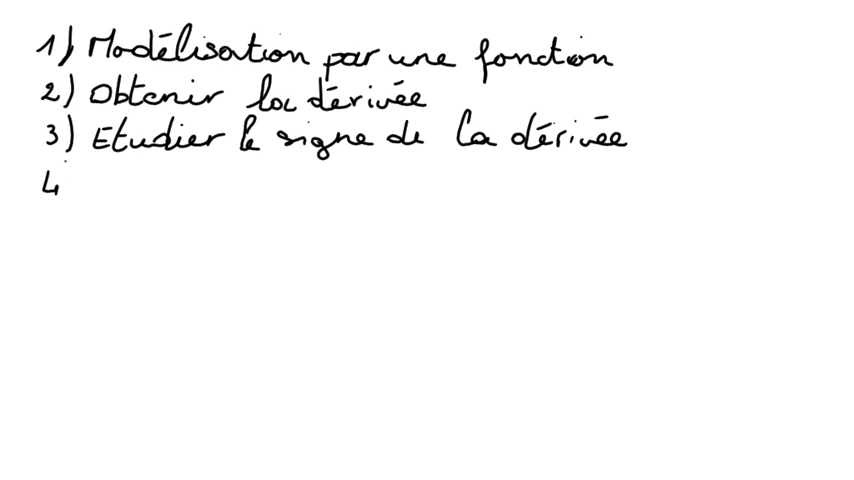 1) Modélisation par une fonction
2) Obtenir la dérivée
3) Etudier le signe de la dérivée
4